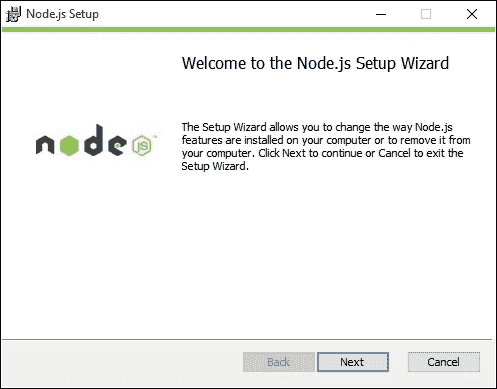 Node.js Setup
Welcome to the Node.js Setup Wizard
node JS
The Setup Wizard allows you to change the way Node.js
features are installed on your computer or to remove it from
your computer. Click Next to continue or Cancel to exit the
Setup Wizard.
Back Next Cancel